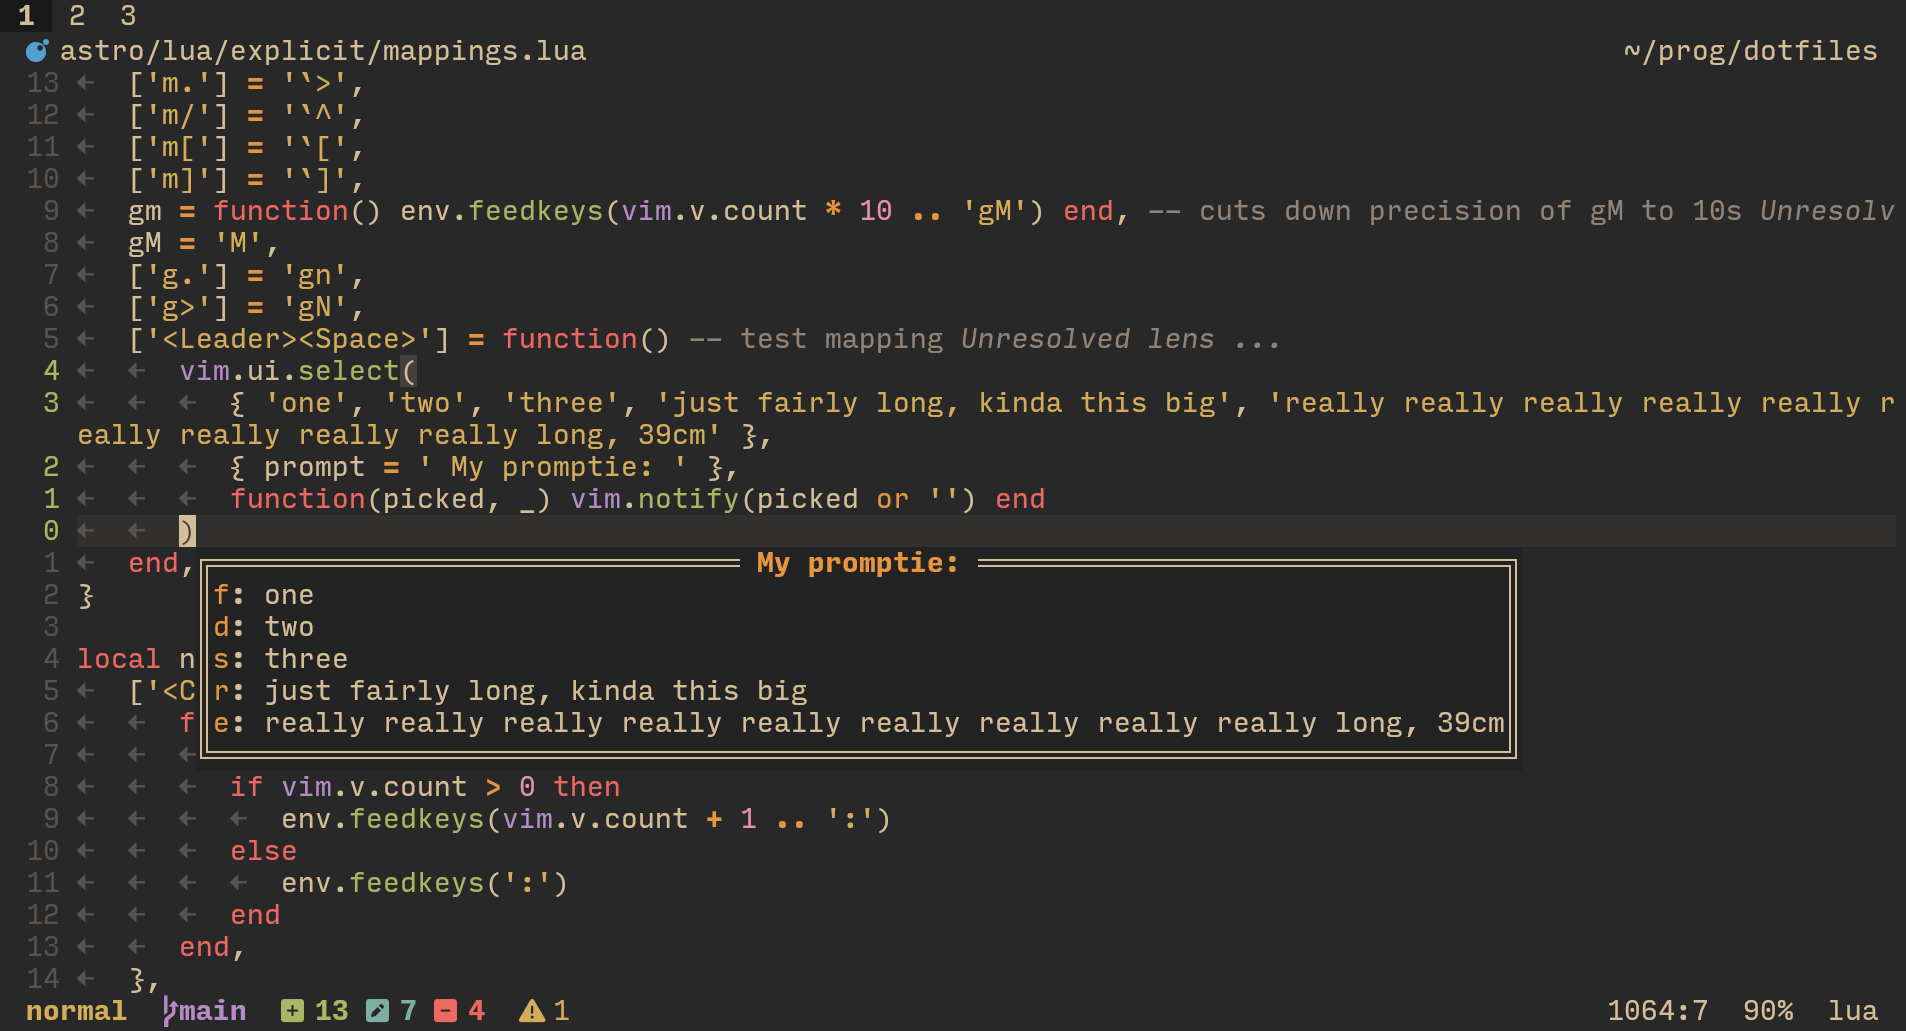 1 2 3
astro/lua/explicit/mappings.lua ~/prog/dotfiles
13 ← ['m.'] = '`>',
12 ← ['m/'] = '`^',
11 ← ['m['] = '`[',
10 ← ['m]'] = '`]',
9 ← gm = function() env.feedkeys(vim.v.count * 10 .. 'gM') end, -- cuts down precision of gM to 10s Unresolv
8 ← gM = 'M',
7 ← ['g.'] = 'gn',
6 ← ['g>'] = 'gN',
5 ← ['<Leader><Space>'] = function() -- test mapping Unresolved lens ...
4 ← ← vim.ui.select(
3 ← ← ← { 'one', 'two', 'three', 'just fairly long, kinda this big', 'really really really really really r
eally really really really long, 39cm' },
2 ← ← ← { prompt = ' My promptie: ' },
1 ← ← ← function(picked, _) vim.notify(picked or '') end
0 ← ← )
1 ← end, My promptie:
2 } f: one
3 d: two
4 local n s: three
5 ← ['<C r: just fairly long, kinda this big
6 ← ← f e: really really really really really really really really really long, 39cm
7 ← ← ←
8 ← ← ← if vim.v.count > 0 then
9 ← ← ← ← env.feedkeys(vim.v.count + 1 .. ':')
10 ← ← ← else
11 ← ← ← ← env.feedkeys(':')
12 ← ← ← end
13 ← ← end,
14 ← },
normal main + 13 7 - 4 1 1064:7 90% lua